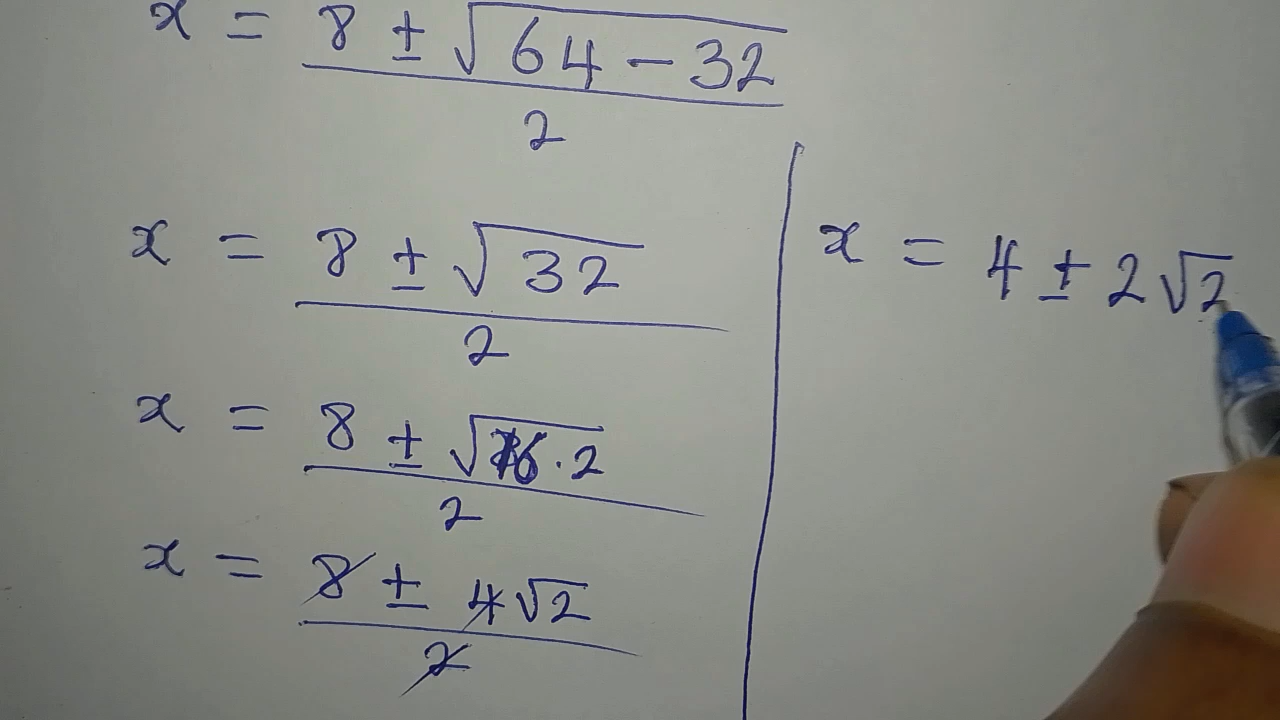 x = 8 ± √64 - 32
2
x = 8 ± √32
2
x = 8 ± √16 . 2
2
x = 8 ± 4√2
2
x = 4 ± 2√2